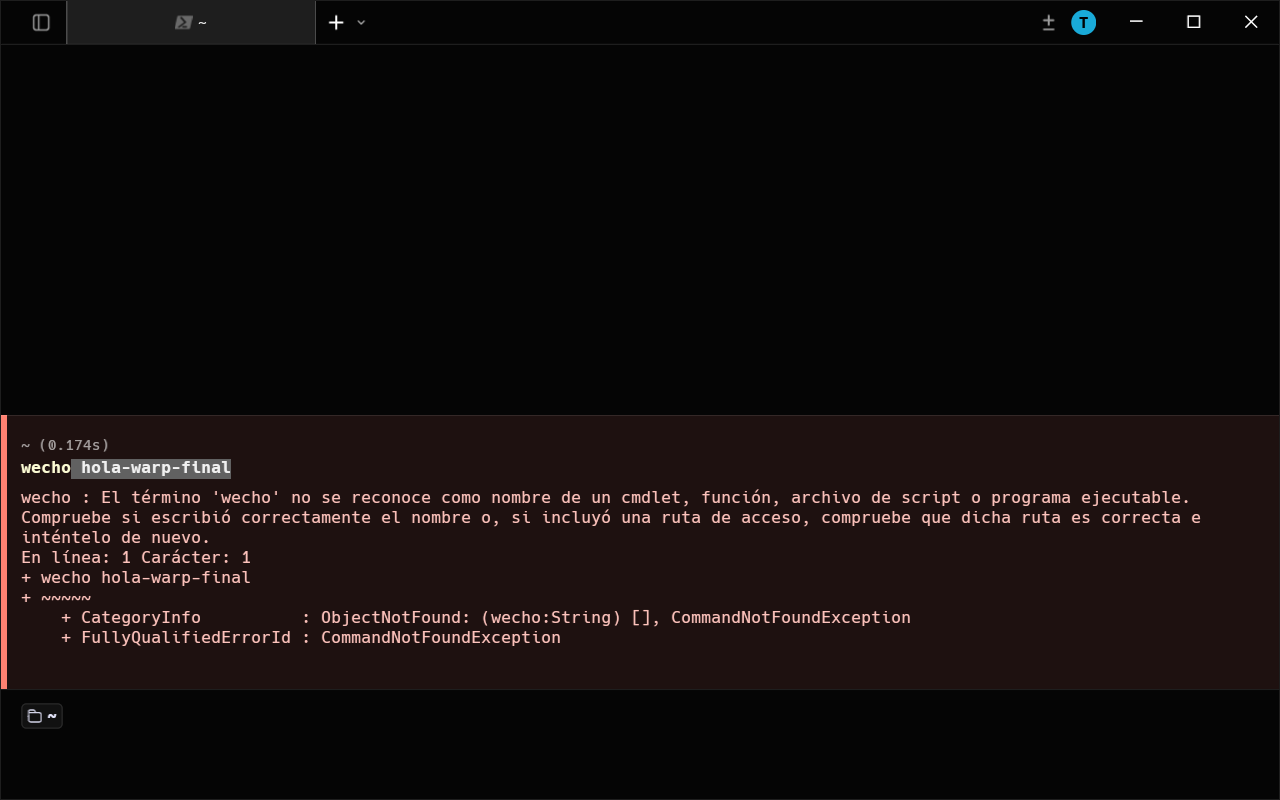 ~
T
~ (0.174s)
wecho hola-warp-final
wecho : El término 'wecho' no se reconoce como nombre de un cmdlet, función, archivo de script o programa ejecutable.
Compruebe si escribió correctamente el nombre o, si incluyó una ruta de acceso, compruebe que dicha ruta es correcta e
inténtelo de nuevo.
En línea: 1 Carácter: 1
+ wecho hola-warp-final
+ ~~~~~
    + CategoryInfo          : ObjectNotFound: (wecho:String) [], CommandNotFoundException
    + FullyQualifiedErrorId : CommandNotFoundException
~